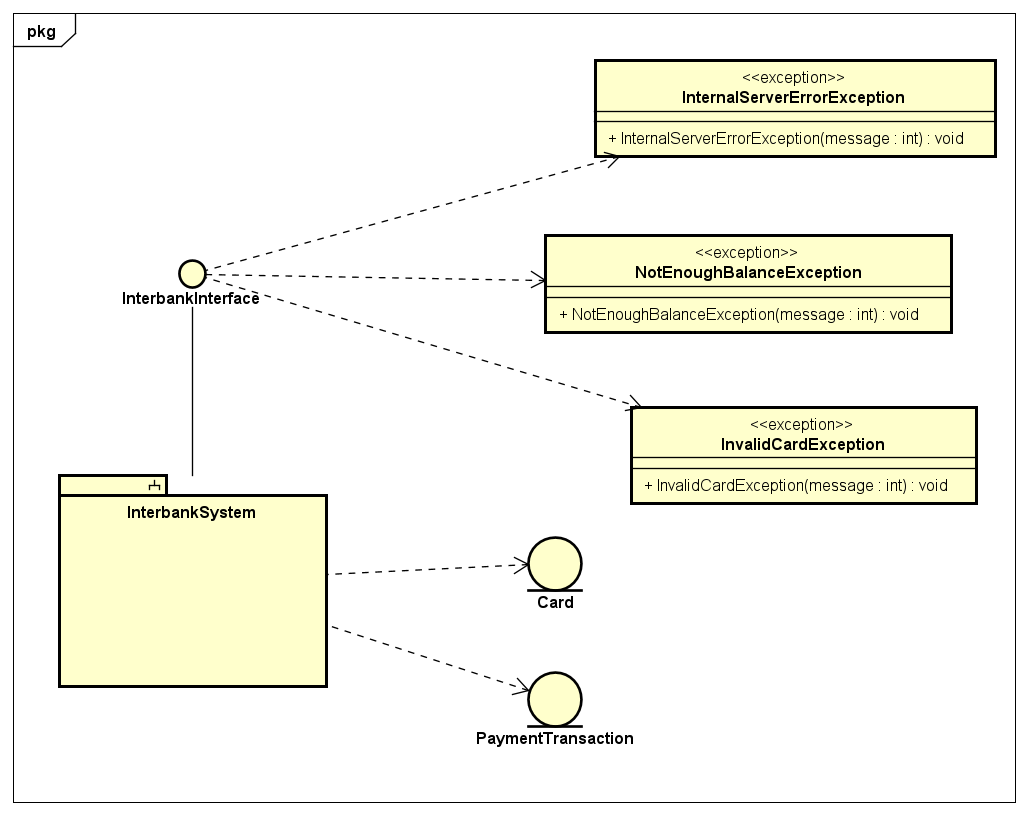 pkg
<<exception>>
InternalServerErrorException
+ InternalServerErrorException(message : int) : void
<<exception>>
NotEnoughBalanceException
+ NotEnoughBalanceException(message : int) : void
InterbankInterface
<<exception>>
InvalidCardException
+ InvalidCardException(message : int) : void
InterbankSystem
Card
PaymentTransaction